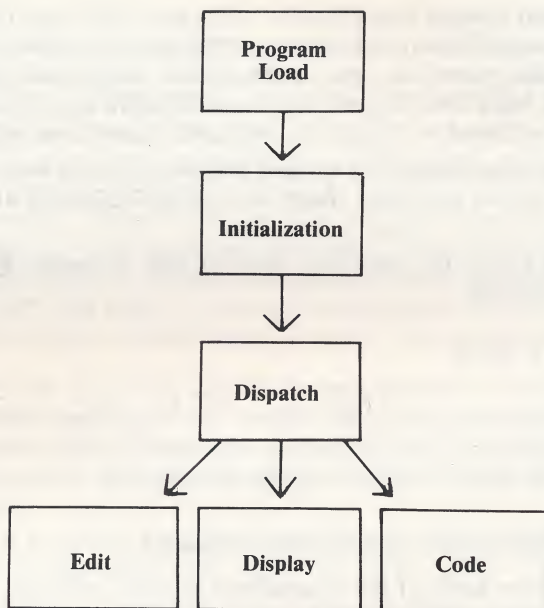 Program
Load
Initialization
Dispatch
Edit
Display
Code